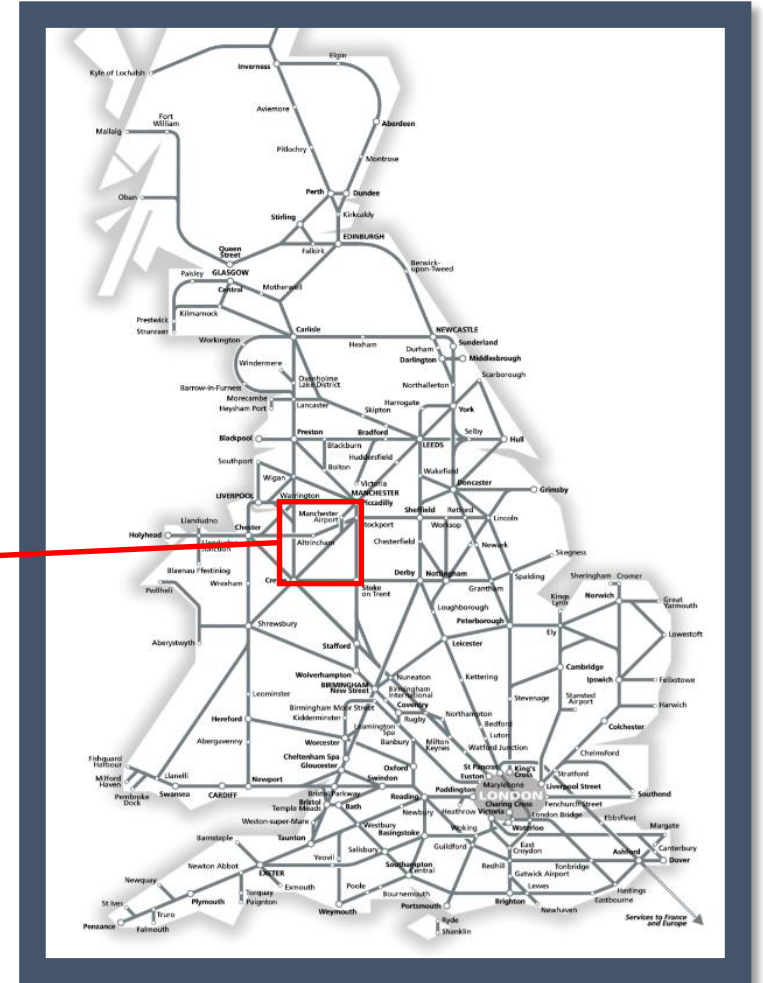 Elgin
Inverness
Kyle of Lochalsh
Aviemore
Fort
William
Aberdeen
Mallaig
Pitlochry
Montrose
Perth
Dundee
Oban
Stirling
Kirkcaldy
EDINBURGH
Queen
Street
Falkirk
Berwick-
upon-Tweed
Paisley
GLASGOW
Central
Motherwell
Prestwick
Kilmarnock
Stranraer
Carlisle
NEWCASTLE
Workington
Hexham
Durham
Sunderland
Darlington
Middlesbrough
Windermere
Scarborough
Oxenholme
Lake District
Barrow-in-Furness
Northallerton
Morecambe
Heysham Port
Lancaster
Harrogate
York
Skipton
Blackpool
Preston
Bradford
LEEDS
Selby
Hull
Blackburn
Huddersfield
Southport
Bolton
Wakefield
Wigan
Victoria
MANCHESTER
Piccadilly
Doncaster
Grimsby
LIVERPOOL
Warrington
Manchester
Airport
Stockport
Sheffield
Retford
Lincoln
Llandudno
Chester
Worksop
Holyhead
Llandudno
Junction
Altrincham
Chesterfield
Newark
Skegness
Blaenau Ffestiniog
Derby
Nottingham
Spalding
Sheringham
Cromer
Pwllheli
Wrexham
Stoke
on Trent
Grantham
Kings
Lynn
Norwich
Great
Yarmouth
Loughborough
Shrewsbury
Peterborough
Ely
Lowestoft
Aberystwyth
Stafford
Leicester
Wolverhampton
BIRMINGHAM
New Street
Nuneaton
Cambridge
Kettering
Birmingham
International
Ipswich
Felixstowe
Leominster
Coventry
Stevenage
Stansted
Airport
Harwich
Birmingham Moor Street
Kidderminster
Rugby
Northampton
Hereford
Leamington
Spa
Bedford
Colchester
Abergavenny
Worcester
Banbury
Milton
Keynes
Luton
Watford Junction
Chelmsford
Cheltenham Spa
Gloucester
Oxford
St Pancras
King's
Cross
Fishguard
Harbour
Euston
Stratford
Milford
Haven
Llanelli
Newport
Swindon
Marylebone
Liverpool Street
Pembroke
Dock
Swansea
CARDIFF
Bristol Parkway
Reading
Paddington
LONDON
Southend
Bristol
Temple Meads
Bath
Charing Cross
Fenchurch Street
Newbury
Heathrow
Victoria
London Bridge
Ebbsfleet
Weston-super-Mare
Westbury
Waterloo
Margate
Barnstaple
Taunton
Basingstoke
Woking
East
Croydon
Canterbury
Salisbury
Guildford
Ashford
Dover
Newton Abbot
Yeovil
Southampton
Central
Redhill
Tonbridge
Gatwick Airport
EXETER
Newquay
Exmouth
Poole
Lewes
Hastings
St Ives
Plymouth
Torquay
Paignton
Bournemouth
Eastbourne
Truro
Weymouth
Portsmouth
Brighton
Newhaven
Penzance
Falmouth
Ryde
Shanklin
Services to France
and Europe